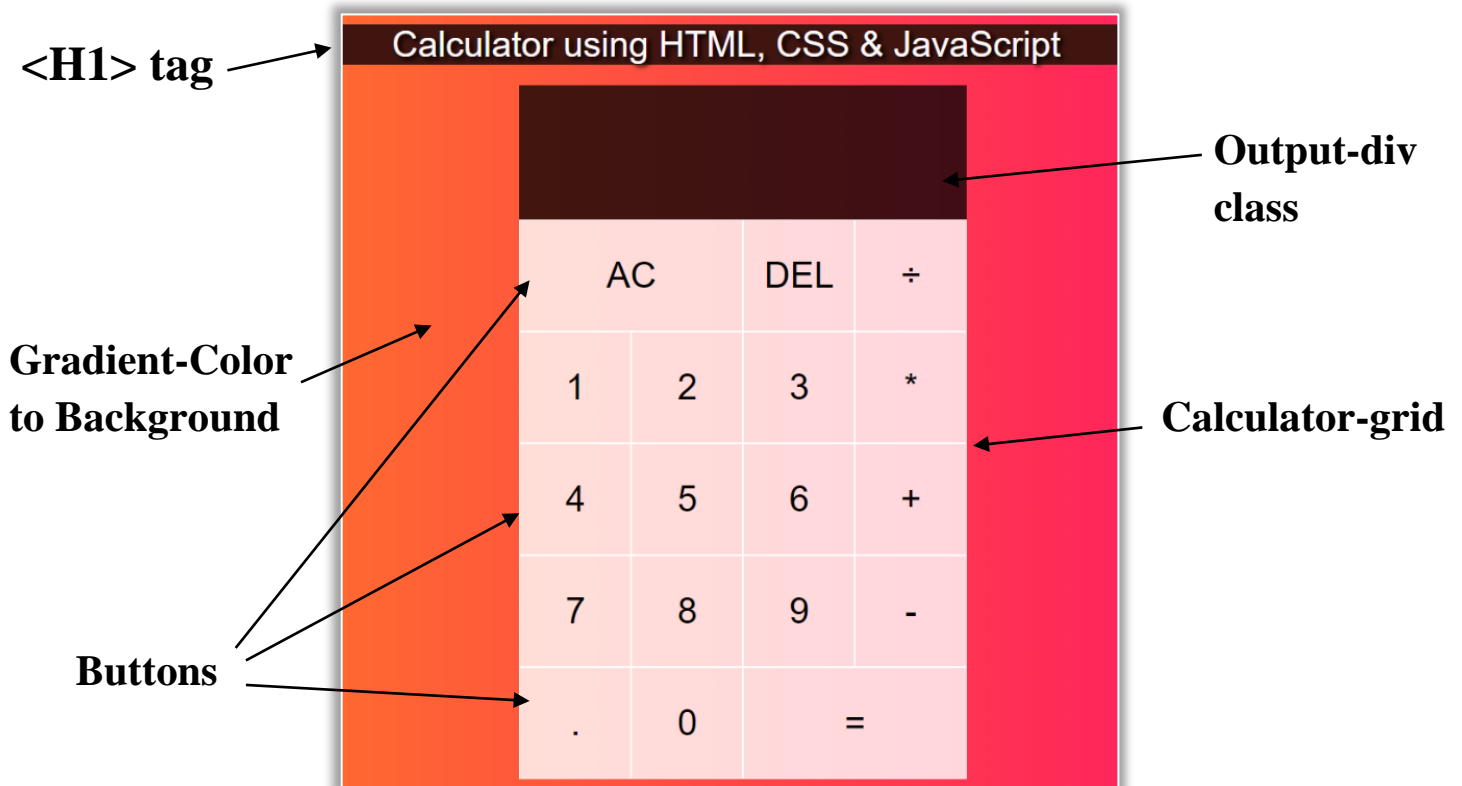 Calculator using HTML, CSS & JavaScript
<H1> tag
Output-div
class
AC DEL ÷
Gradient-Color
to Background
1 2 3 *
Calculator-grid
4 5 6 +
7 8 9 -
Buttons
. 0 =